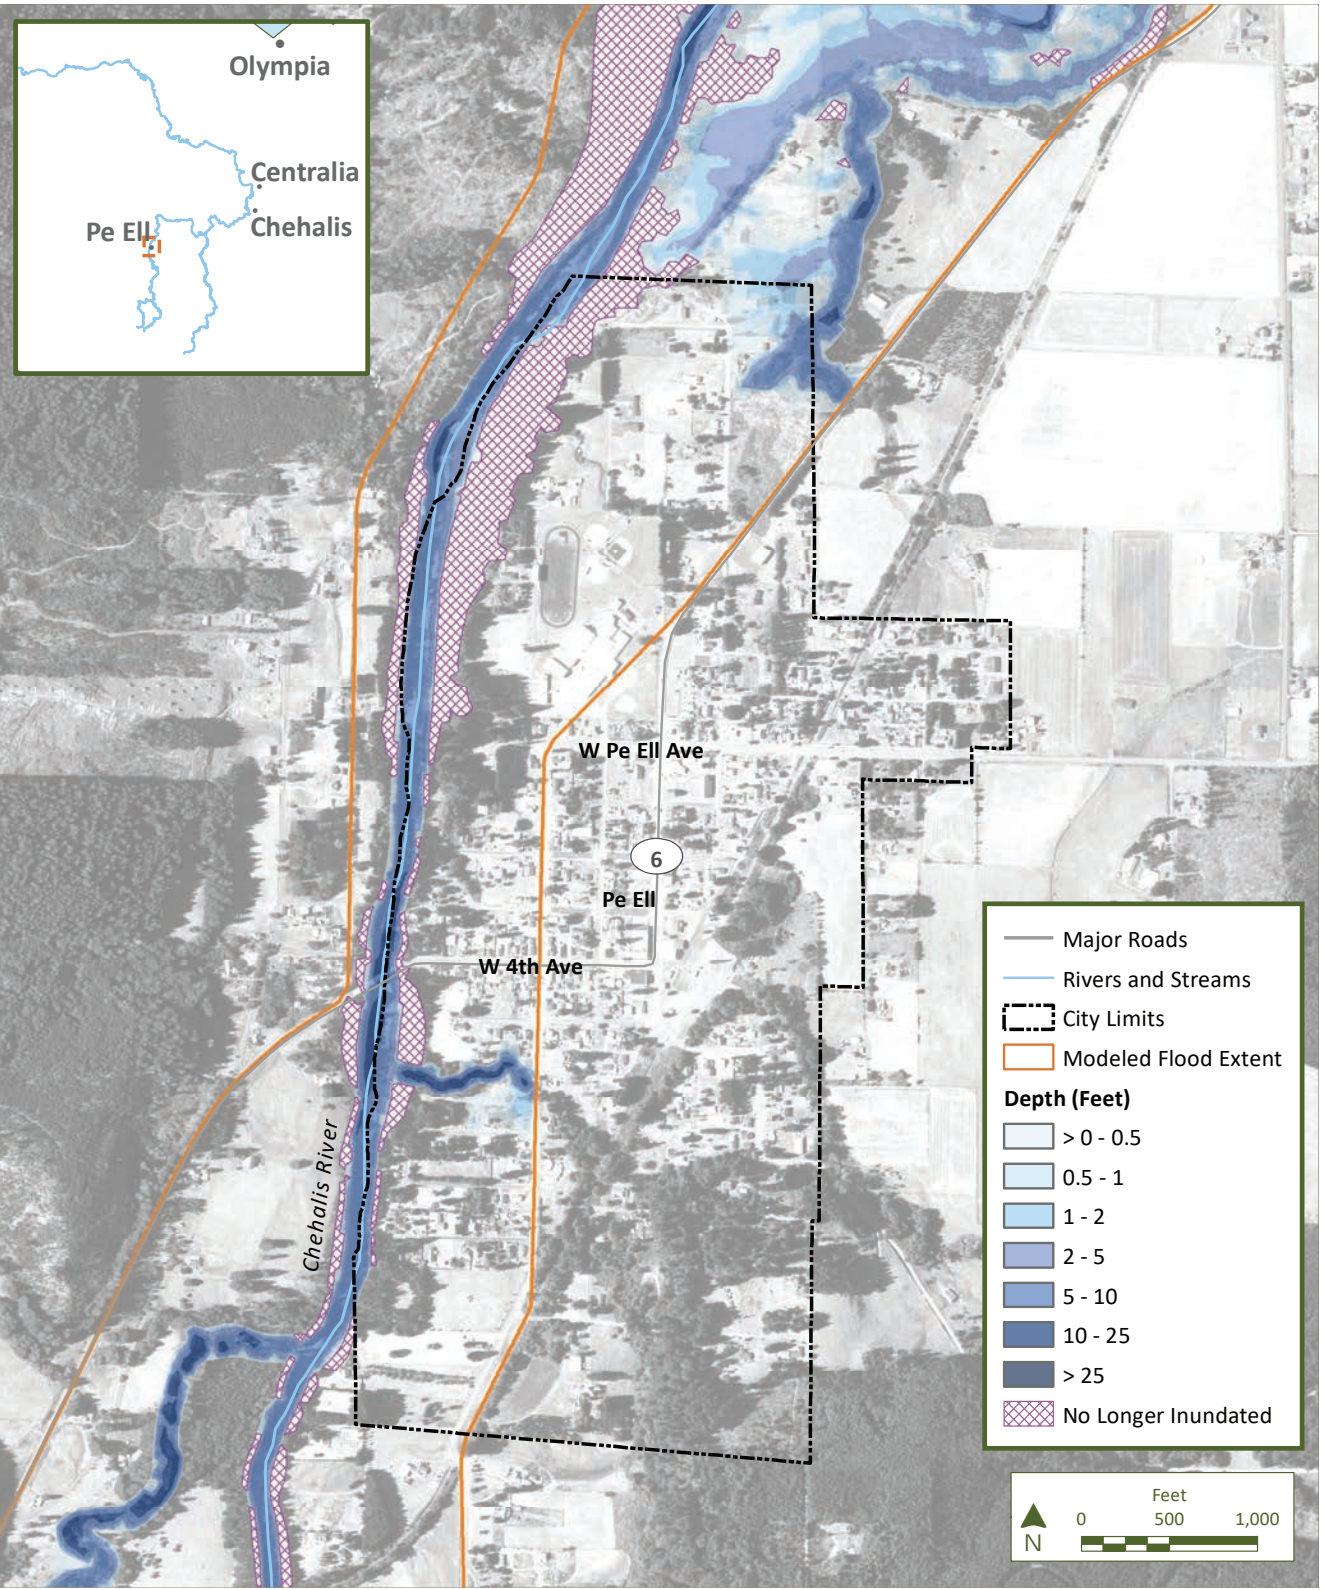 Olympia
Centralia
Chehalis
Pe Ell
W Pe Ell Ave
6
Pe Ell
W 4th Ave
Chehalis River
Major Roads
Rivers and Streams
City Limits
Modeled Flood Extent
Depth (Feet)
> 0 - 0.5
0.5 - 1
1 - 2
2 - 5
5 - 10
10 - 25
> 25
No Longer Inundated
Feet
0 500 1,000
N